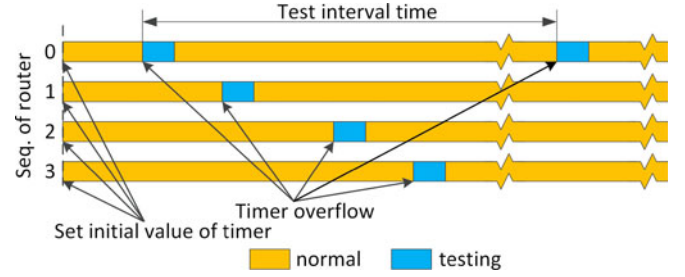 Test interval time
Seq. of router
0
1
2
3
Timer overflow
Set initial value of timer
normal
testing